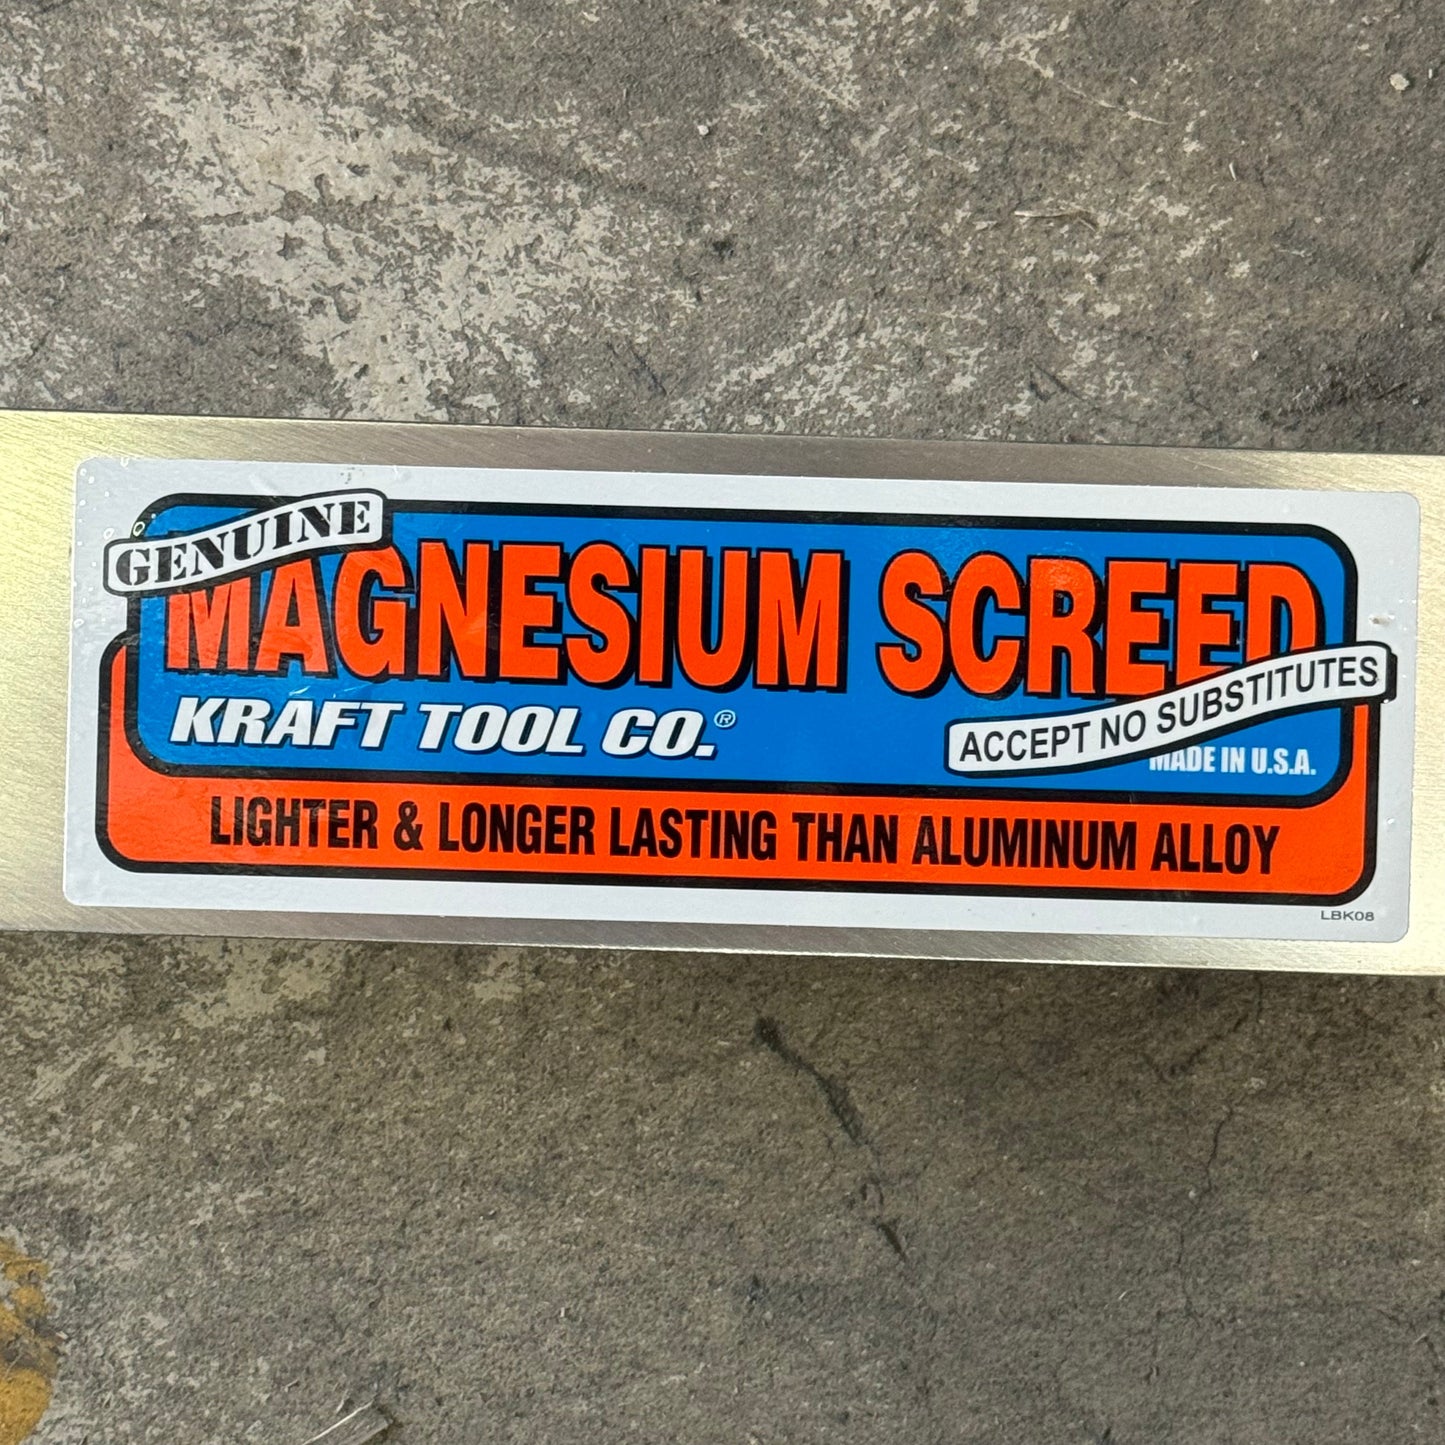 GENUINE
MAGNESIUM SCREED
KRAFT TOOL CO.®
ACCEPT NO SUBSTITUTES
MADE IN U.S.A.
LIGHTER & LONGER LASTING THAN ALUMINUM ALLOY
LBK08